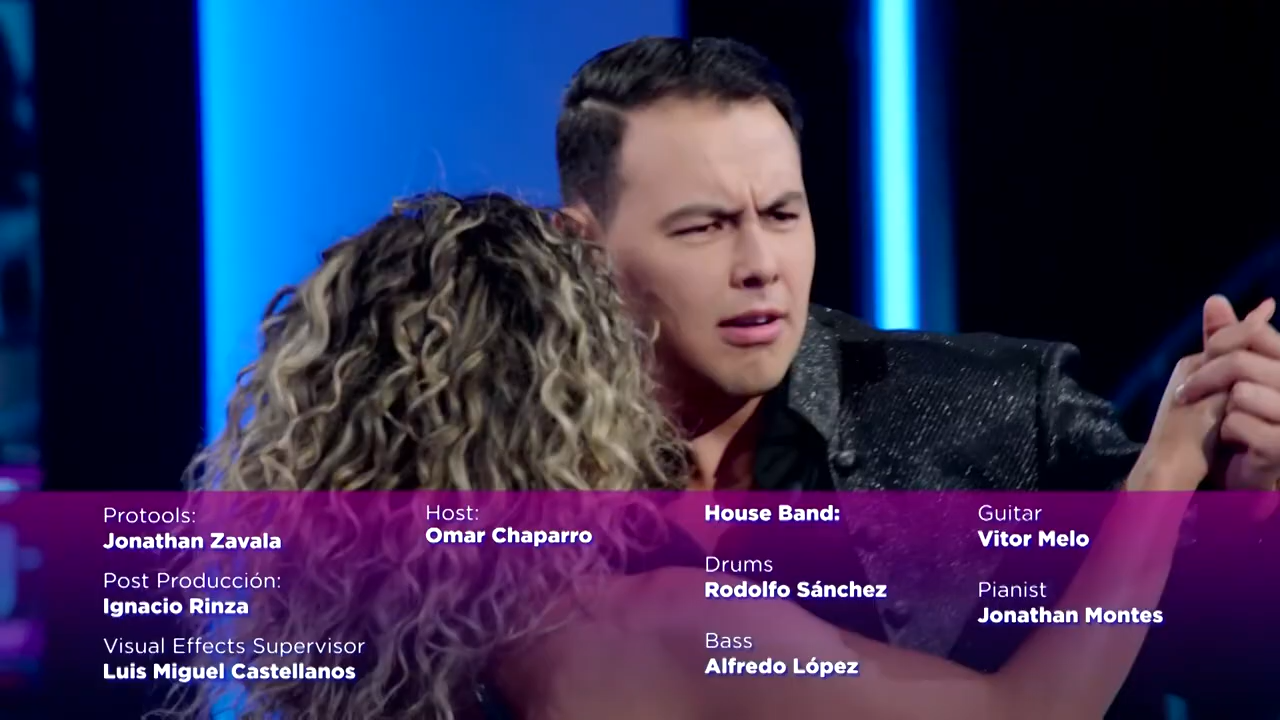 Protools:
Jonathan Zavala
Post Producción:
Ignacio Rinza
Visual Effects Supervisor
Luis Miguel Castellanos
Host:
Omar Chaparro
House Band:
Drums
Rodolfo Sánchez
Bass
Alfredo López
Guitar
Vitor Melo
Pianist
Jonathan Montes